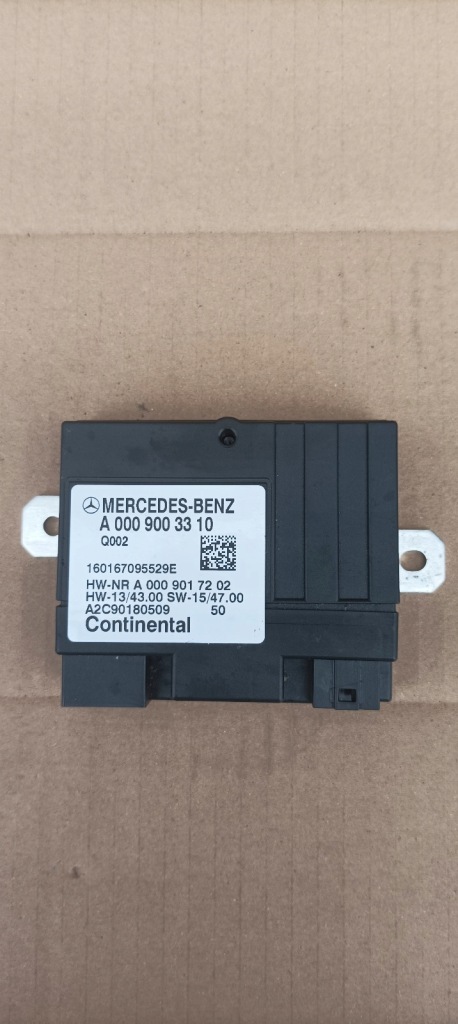 MERCEDES-BENZ
A 000 900 33 10
Q002
160167095529E
HW-NR A 000 901 72 02
HW-13/43.00 SW-15/47.00
A2C90180509 50
Continental